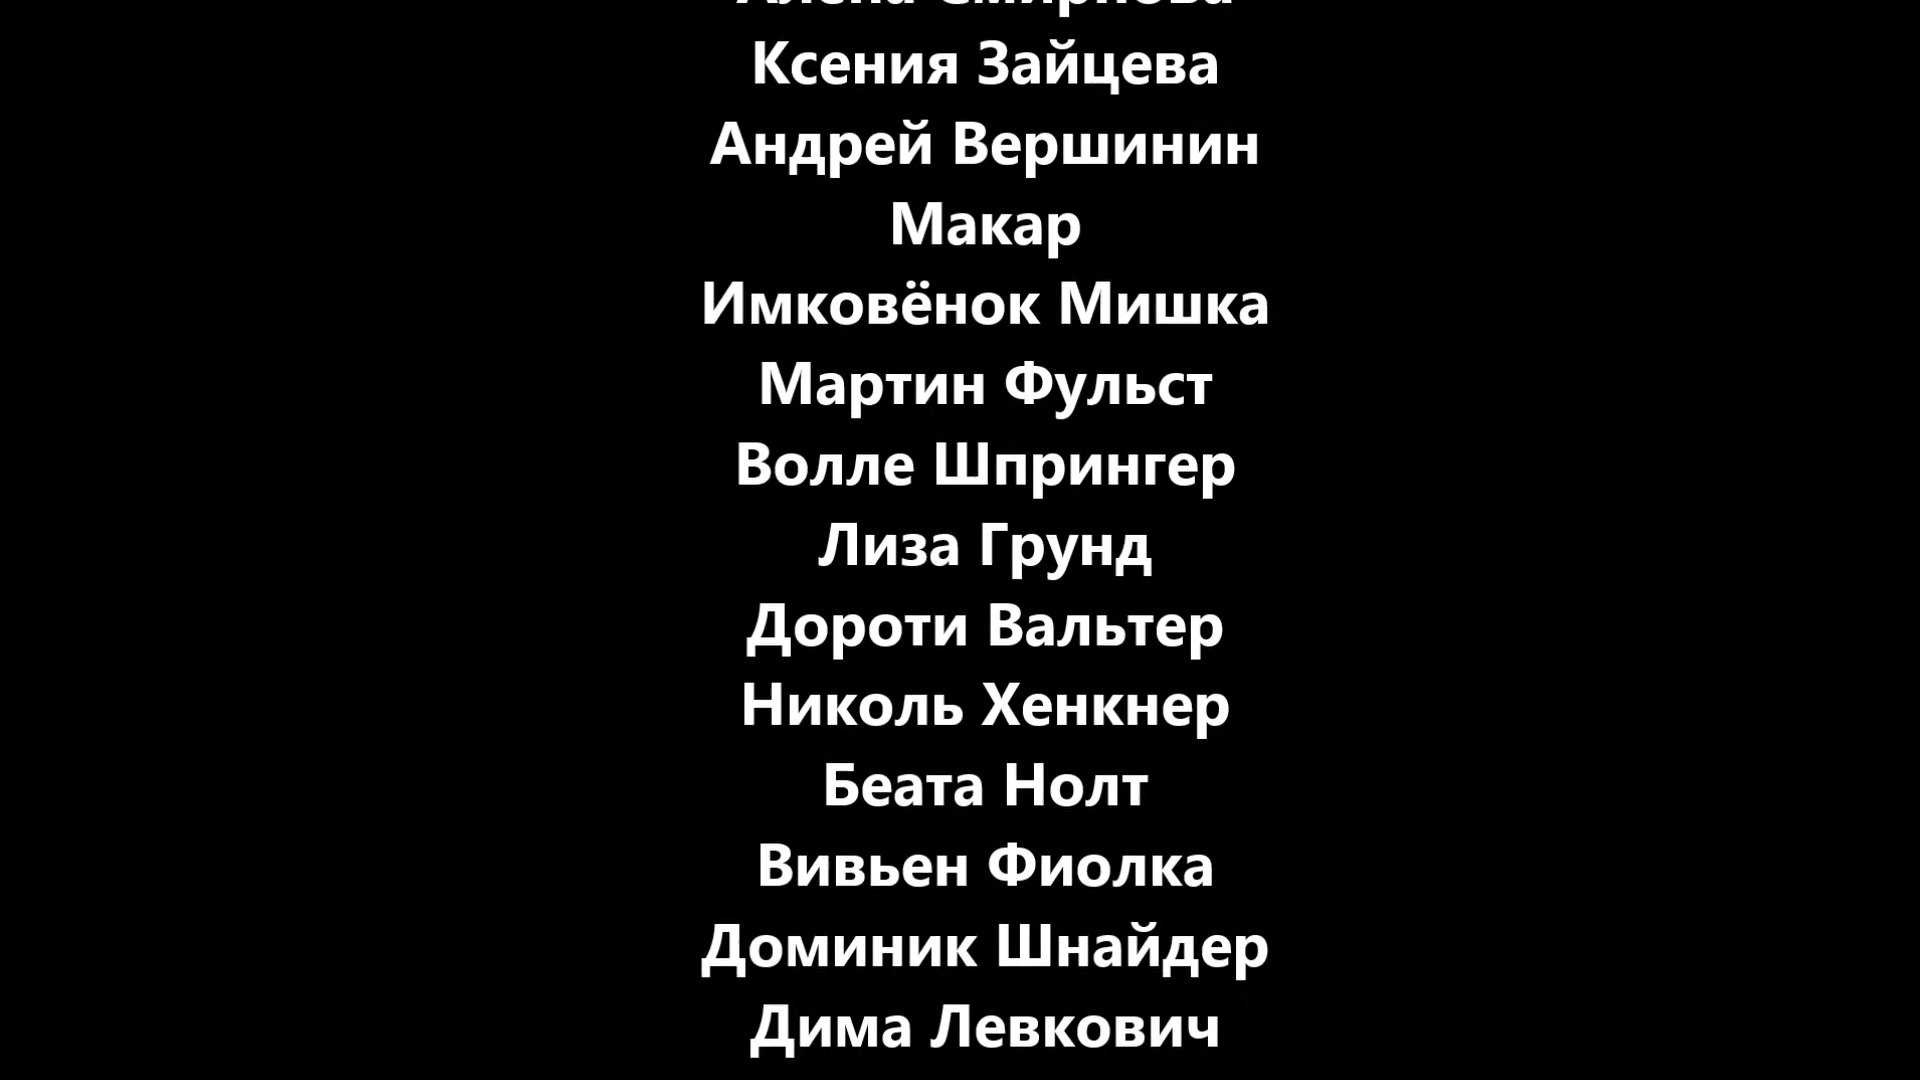 Ксения Зайцева
Андрей Вершинин
Макар
Имковёнок Мишка
Мартин Фульст
Волле Шпрингер
Лиза Грунд
Дороти Вальтер
Николь Хенкнер
Беата Нолт
Вивьен Фиолка
Доминик Шнайдер
Дима Левкович